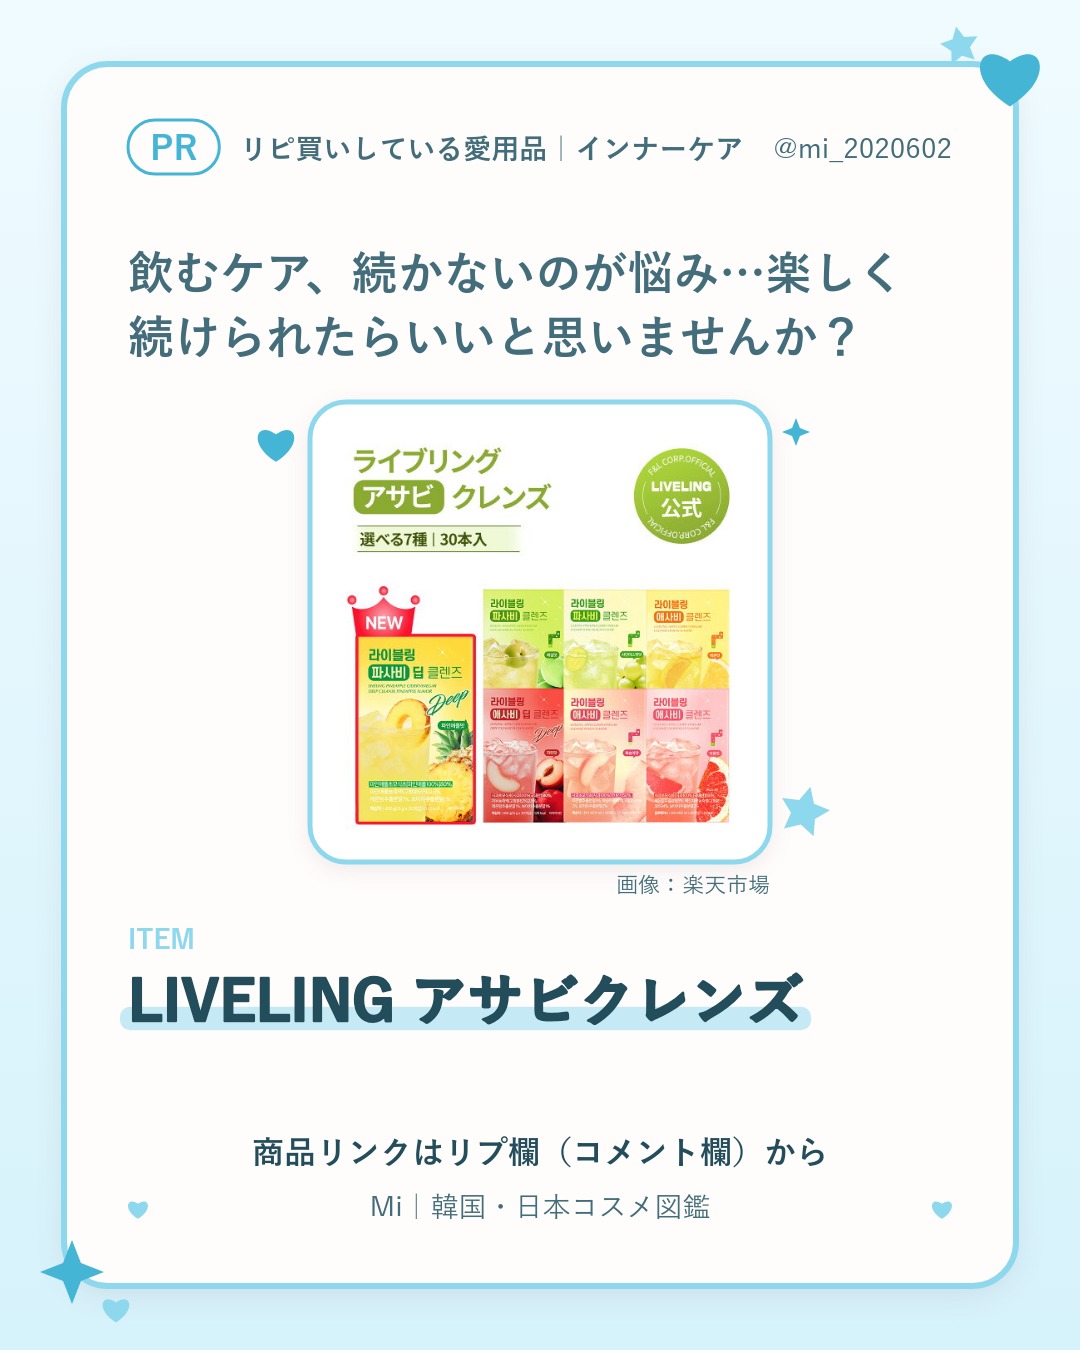 PR リピ買いしている愛用品｜インナーケア @mi_2020602
飲むケア、続かないのが悩み…楽しく
続けられたらいいと思いませんか？
ライブリング
アサビ クレンズ
選べる7種｜30本入
F&L CORP.OFFICIAL
LIVELING
公式
F&L CORP.OFFICIAL
NEW
라이블링
파사비 딥 클렌즈
Deep
파인애플맛
라이블링
파사비 클렌즈
라이블링
파사비 클렌즈
라이블링
애사비 클렌즈
라이블링
애사비 딥 클렌즈
Deep
라이블링
애사비 클렌즈
라이블링
애사비 클렌즈
画像：楽天市場
ITEM
LIVELING アサビクレンズ
商品リンクはリプ欄（コメント欄）から
Mi｜韓国・日本コスメ図鑑